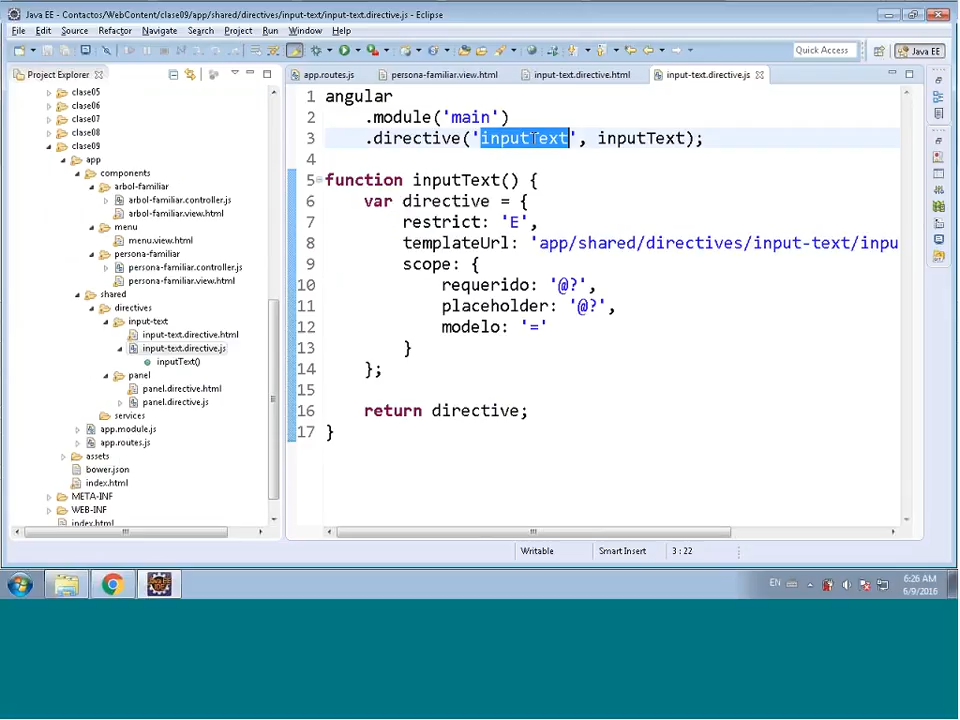 Java EE - Contactos/WebContent/clase09/app/shared/directives/input-text/input-text.directive.js - Eclipse
File Edit Source Refactor Navigate Search Project Run Window Help
Quick Access
Java EE
Project Explorer
app.routes.js
persona-familiar.view.html
input-text.directive.html
input-text.directive.js
clase05
clase06
clase07
clase08
clase09
app
components
arbol-familiar
arbol-familiar.controller.js
arbol-familiar.view.html
menu
menu.view.html
persona-familiar
persona-familiar.controller.js
persona-familiar.view.html
shared
directives
input-text
input-text.directive.html
input-text.directive.js
inputText()
panel
panel.directive.html
panel.directive.js
services
app.module.js
app.routes.js
assets
bower.json
index.html
META-INF
WEB-INF
index.html
1 angular
2 .module('main')
3 .directive('inputText', inputText);
4
5 function inputText() {
6 var directive = {
7 restrict: 'E',
8 templateUrl: 'app/shared/directives/input-text/inpu
9 scope: {
10 requerido: '@?',
11 placeholder: '@?',
12 modelo: '='
13 }
14 };
15
16 return directive;
17 }
Writable
Smart Insert
3 : 22
EN
6:26 AM
6/9/2016